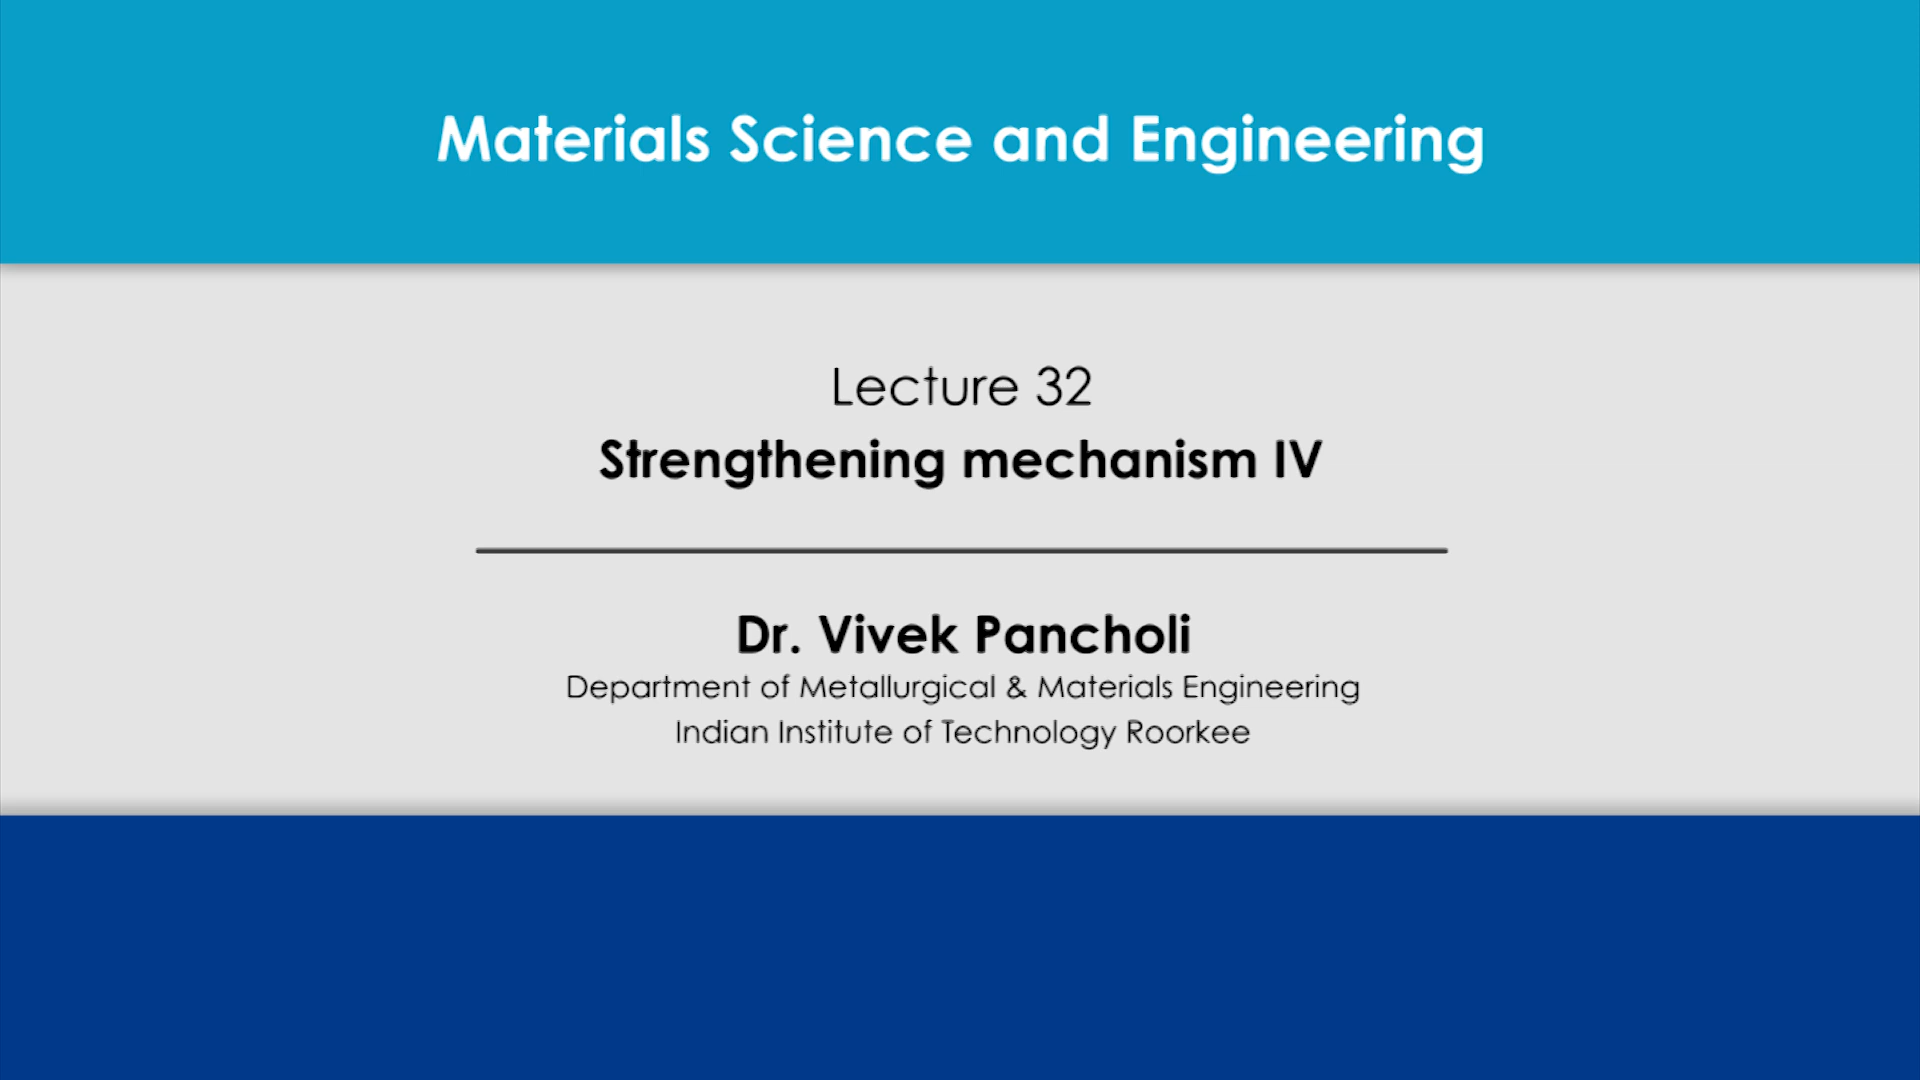 Materials Science and Engineering
Lecture 32
Strengthening mechanism IV
Dr. Vivek Pancholi
Department of Metallurgical & Materials Engineering
Indian Institute of Technology Roorkee